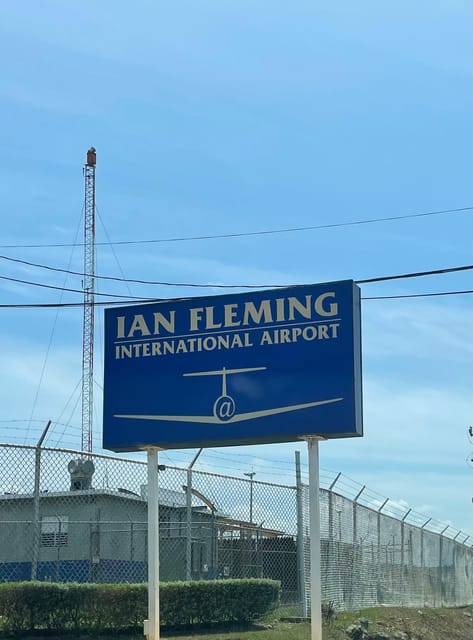 IAN FLEMING
INTERNATIONAL AIRPORT
@